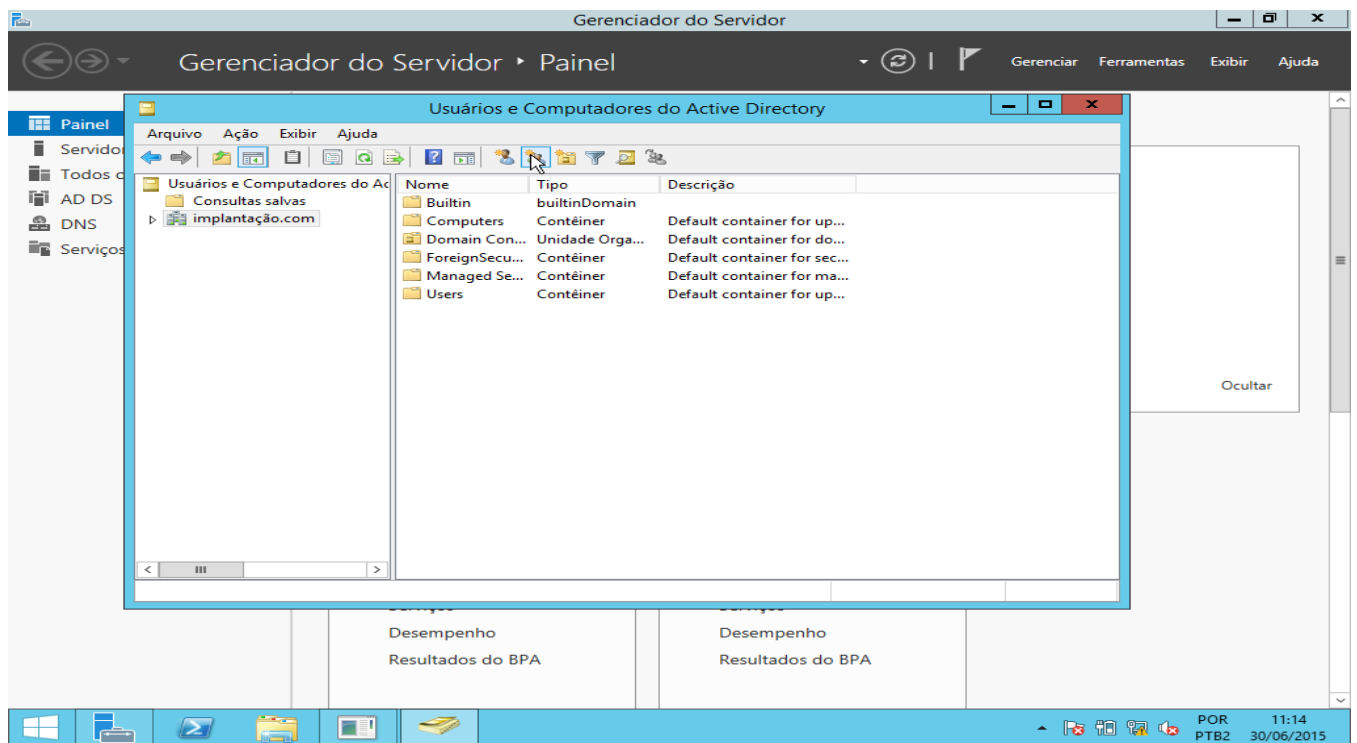 Gerenciador do Servidor
Gerenciador do Servidor ‣ Painel
Gerenciar Ferramentas Exibir Ajuda
Painel
Servido
Todos o
AD DS
DNS
Serviços
Usuários e Computadores do Active Directory
Arquivo Ação Exibir Ajuda
Usuários e Computadores do Ac
Consultas salvas
implantação.com
Nome Tipo Descrição
Builtin builtinDomain
Computers Contêiner Default container for up...
Domain Con... Unidade Orga... Default container for do...
ForeignSecu... Contêiner Default container for sec...
Managed Se... Contêiner Default container for ma...
Users Contêiner Default container for up...
Ocultar
Desempenho Desempenho
Resultados do BPA Resultados do BPA
POR 11:14
PTB2 30/06/2015